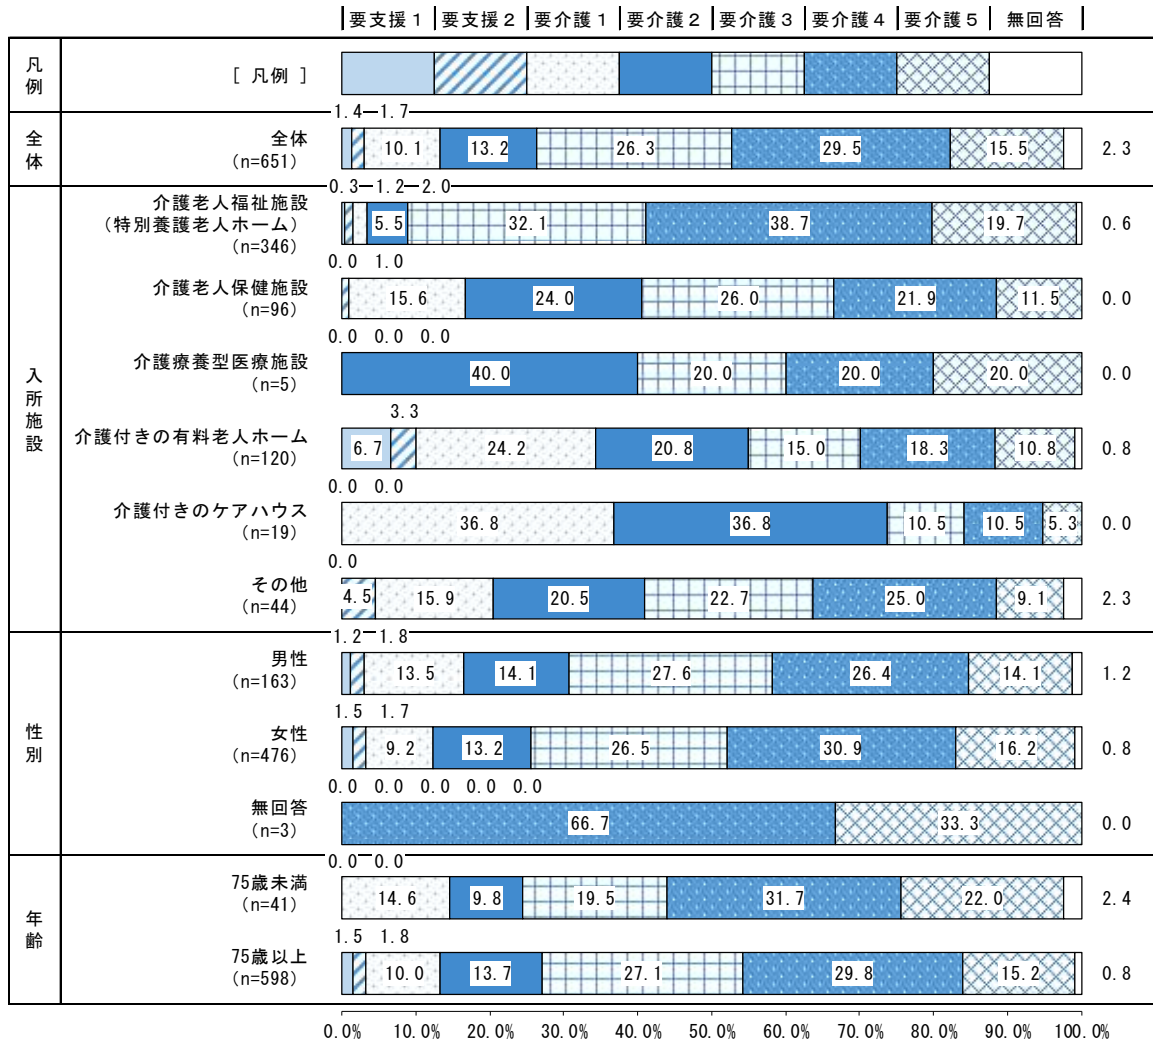 要支援１ 要支援２ 要介護１ 要介護２ 要介護３ 要介護４ 要介護５ 無回答
凡例
［ 凡例 ］
1.4 1.7
全体
全体
(n=651)
10.1 13.2 26.3 29.5 15.5 2.3
入所施設
0.3 1.2 2.0
介護老人福祉施設
（特別養護老人ホーム）
(n=346)
5.5 32.1 38.7 19.7 0.6
0.0 1.0
介護老人保健施設
(n=96)
15.6 24.0 26.0 21.9 11.5 0.0
0.0 0.0 0.0
介護療養型医療施設
(n=5)
40.0 20.0 20.0 20.0 0.0
3.3
介護付きの有料老人ホーム
(n=120)
6.7 24.2 20.8 15.0 18.3 10.8 0.8
0.0 0.0
介護付きのケアハウス
(n=19)
36.8 36.8 10.5 10.5 5.3 0.0
0.0
その他
(n=44)
4.5 15.9 20.5 22.7 25.0 9.1 2.3
性別
1.2 1.8
男性
(n=163)
13.5 14.1 27.6 26.4 14.1 1.2
1.5 1.7
女性
(n=476)
9.2 13.2 26.5 30.9 16.2 0.8
0.0 0.0 0.0 0.0 0.0
無回答
(n=3)
66.7 33.3 0.0
年齢
0.0 0.0
75歳未満
(n=41)
14.6 9.8 19.5 31.7 22.0 2.4
1.5 1.8
75歳以上
(n=598)
10.0 13.7 27.1 29.8 15.2 0.8
0.0% 10.0% 20.0% 30.0% 40.0% 50.0% 60.0% 70.0% 80.0% 90.0% 100.0%